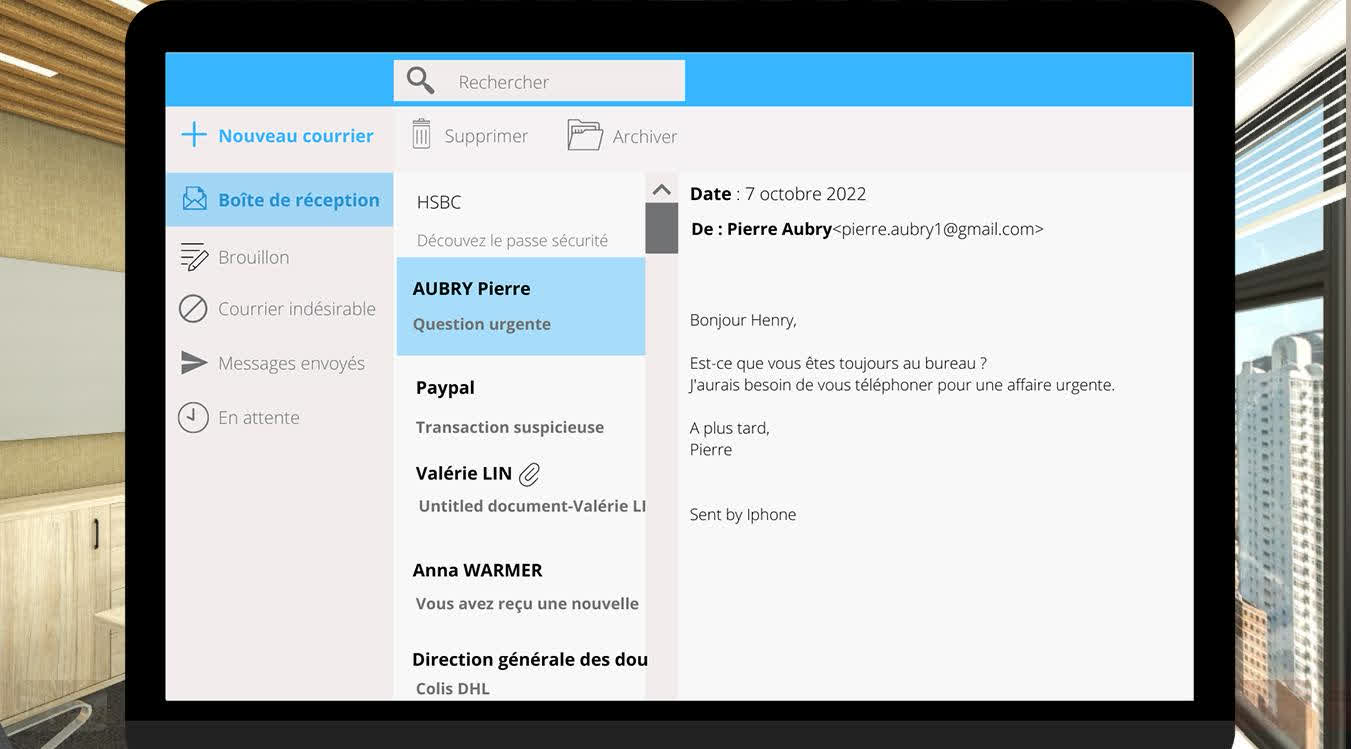 Rechercher
Nouveau courrier
Supprimer
Archiver
Boîte de réception
Brouillon
Courrier indésirable
Messages envoyés
En attente
HSBC
Découvez le passe sécurité
AUBRY Pierre
Question urgente
Paypal
Transaction suspicieuse
Valérie LIN
Untitled document-Valérie LI
Anna WARMER
Vous avez reçu une nouvelle
Direction générale des dou
Colis DHL
Date : 7 octobre 2022
De : Pierre Aubry<pierre.aubry1@gmail.com>
Bonjour Henry,
Est-ce que vous êtes toujours au bureau ?
J'aurais besoin de vous téléphoner pour une affaire urgente.
A plus tard,
Pierre
Sent by Iphone